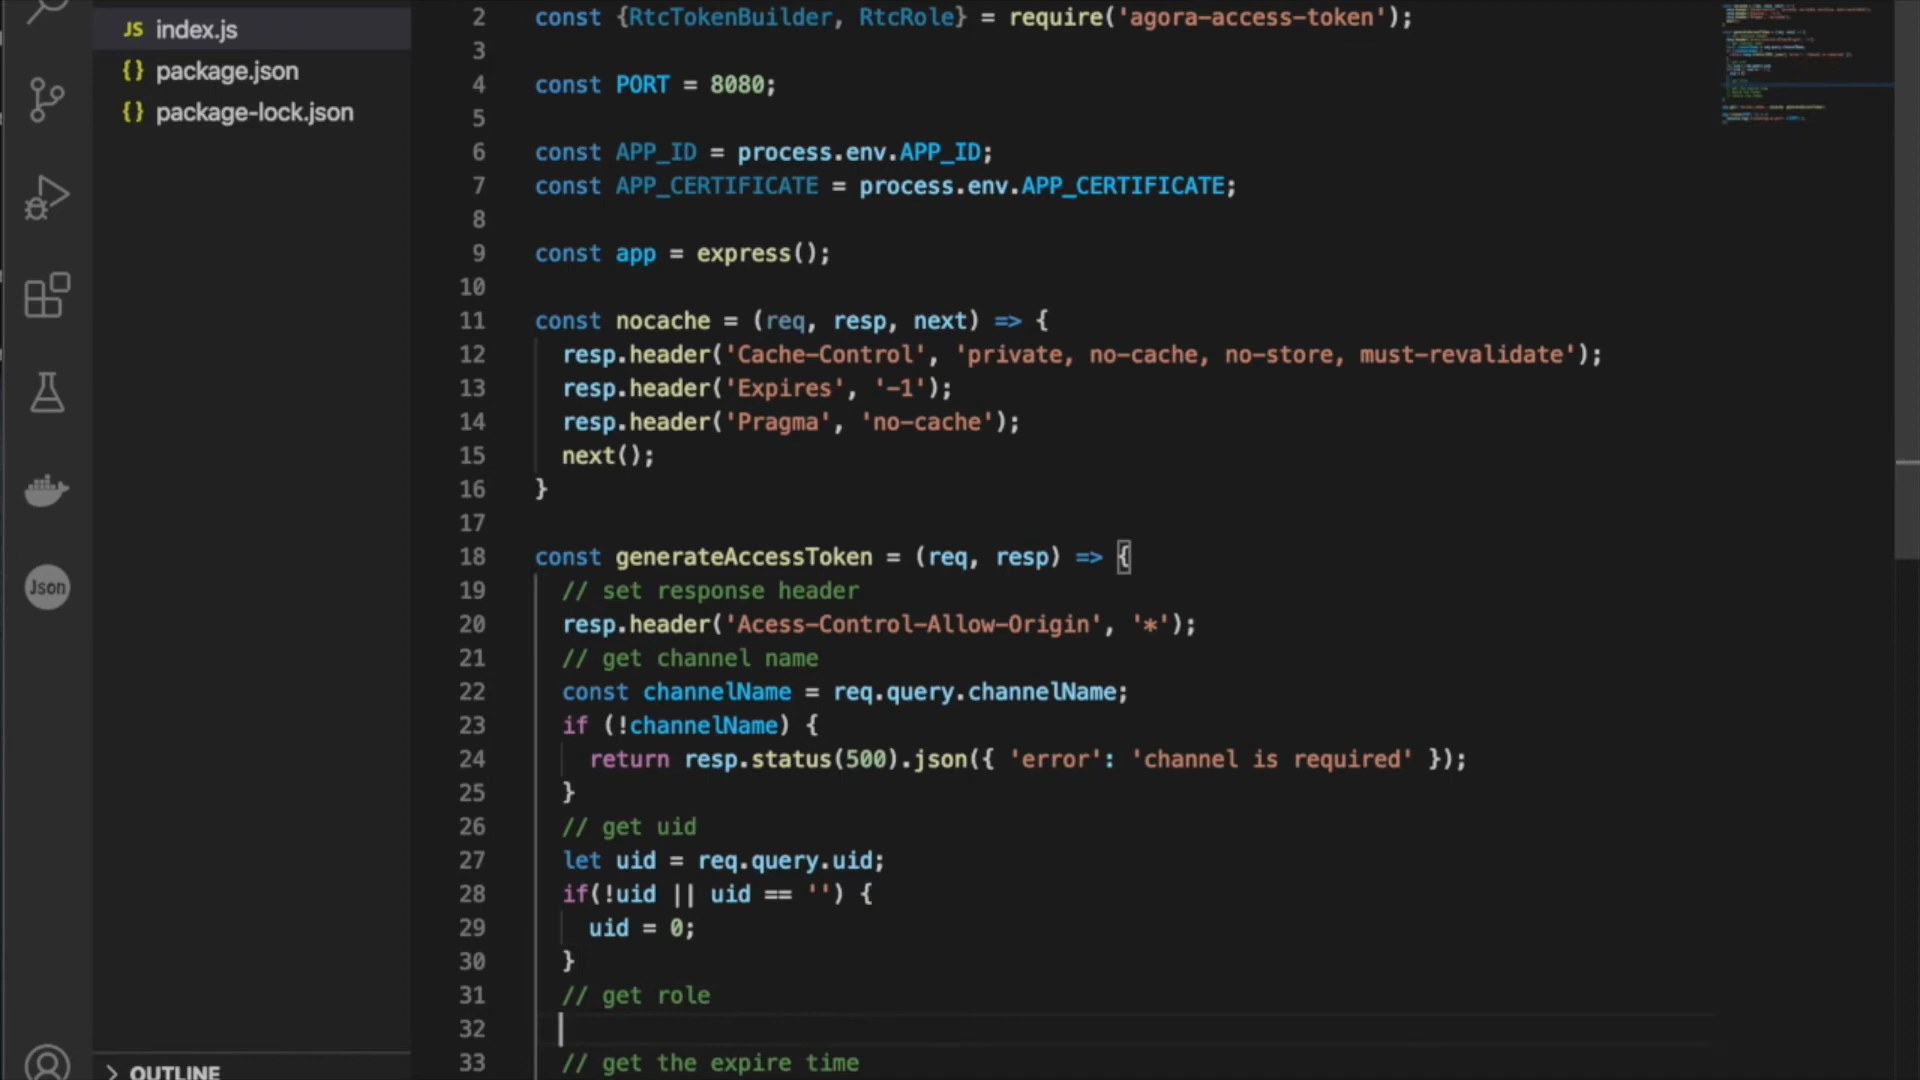 JS index.js
{} package.json
{} package-lock.json
Json
OUTLINE
2 const {RtcTokenBuilder, RtcRole} = require('agora-access-token');
3
4 const PORT = 8080;
5
6 const APP_ID = process.env.APP_ID;
7 const APP_CERTIFICATE = process.env.APP_CERTIFICATE;
8
9 const app = express();
10
11 const nocache = (req, resp, next) => {
12 resp.header('Cache-Control', 'private, no-cache, no-store, must-revalidate');
13 resp.header('Expires', '-1');
14 resp.header('Pragma', 'no-cache');
15 next();
16 }
17
18 const generateAccessToken = (req, resp) => {
19 // set response header
20 resp.header('Acess-Control-Allow-Origin', '*');
21 // get channel name
22 const channelName = req.query.channelName;
23 if (!channelName) {
24 return resp.status(500).json({ 'error': 'channel is required' });
25 }
26 // get uid
27 let uid = req.query.uid;
28 if(!uid || uid == '') {
29 uid = 0;
30 }
31 // get role
32
33 // get the expire time